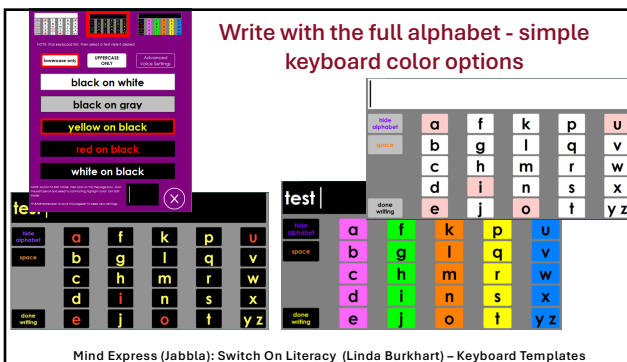 Write with the full alphabet - simple
keyboard color options
NOTE: Pick keyboard first. Then select a text style if desired
lowercase only
UPPERCASE
ONLY
Advanced
Voice Settings
black on white
black on gray
yellow on black
red on black
white on black
X
hide
alphabet
a f k p u
space
b g l q v
c h m r w
d i n s x
done
writing
e j o t y z
test
hide
alphabet
a f k p u
space
b g l q v
c h m r w
d i n s x
done
writing
e j o t y z
test
hide
alphabet
a f k p u
space
b g l q v
c h m r w
d i n s x
done
writing
e j o t y z
Mind Express (Jabbla): Switch On Literacy (Linda Burkhart) – Keyboard Templates